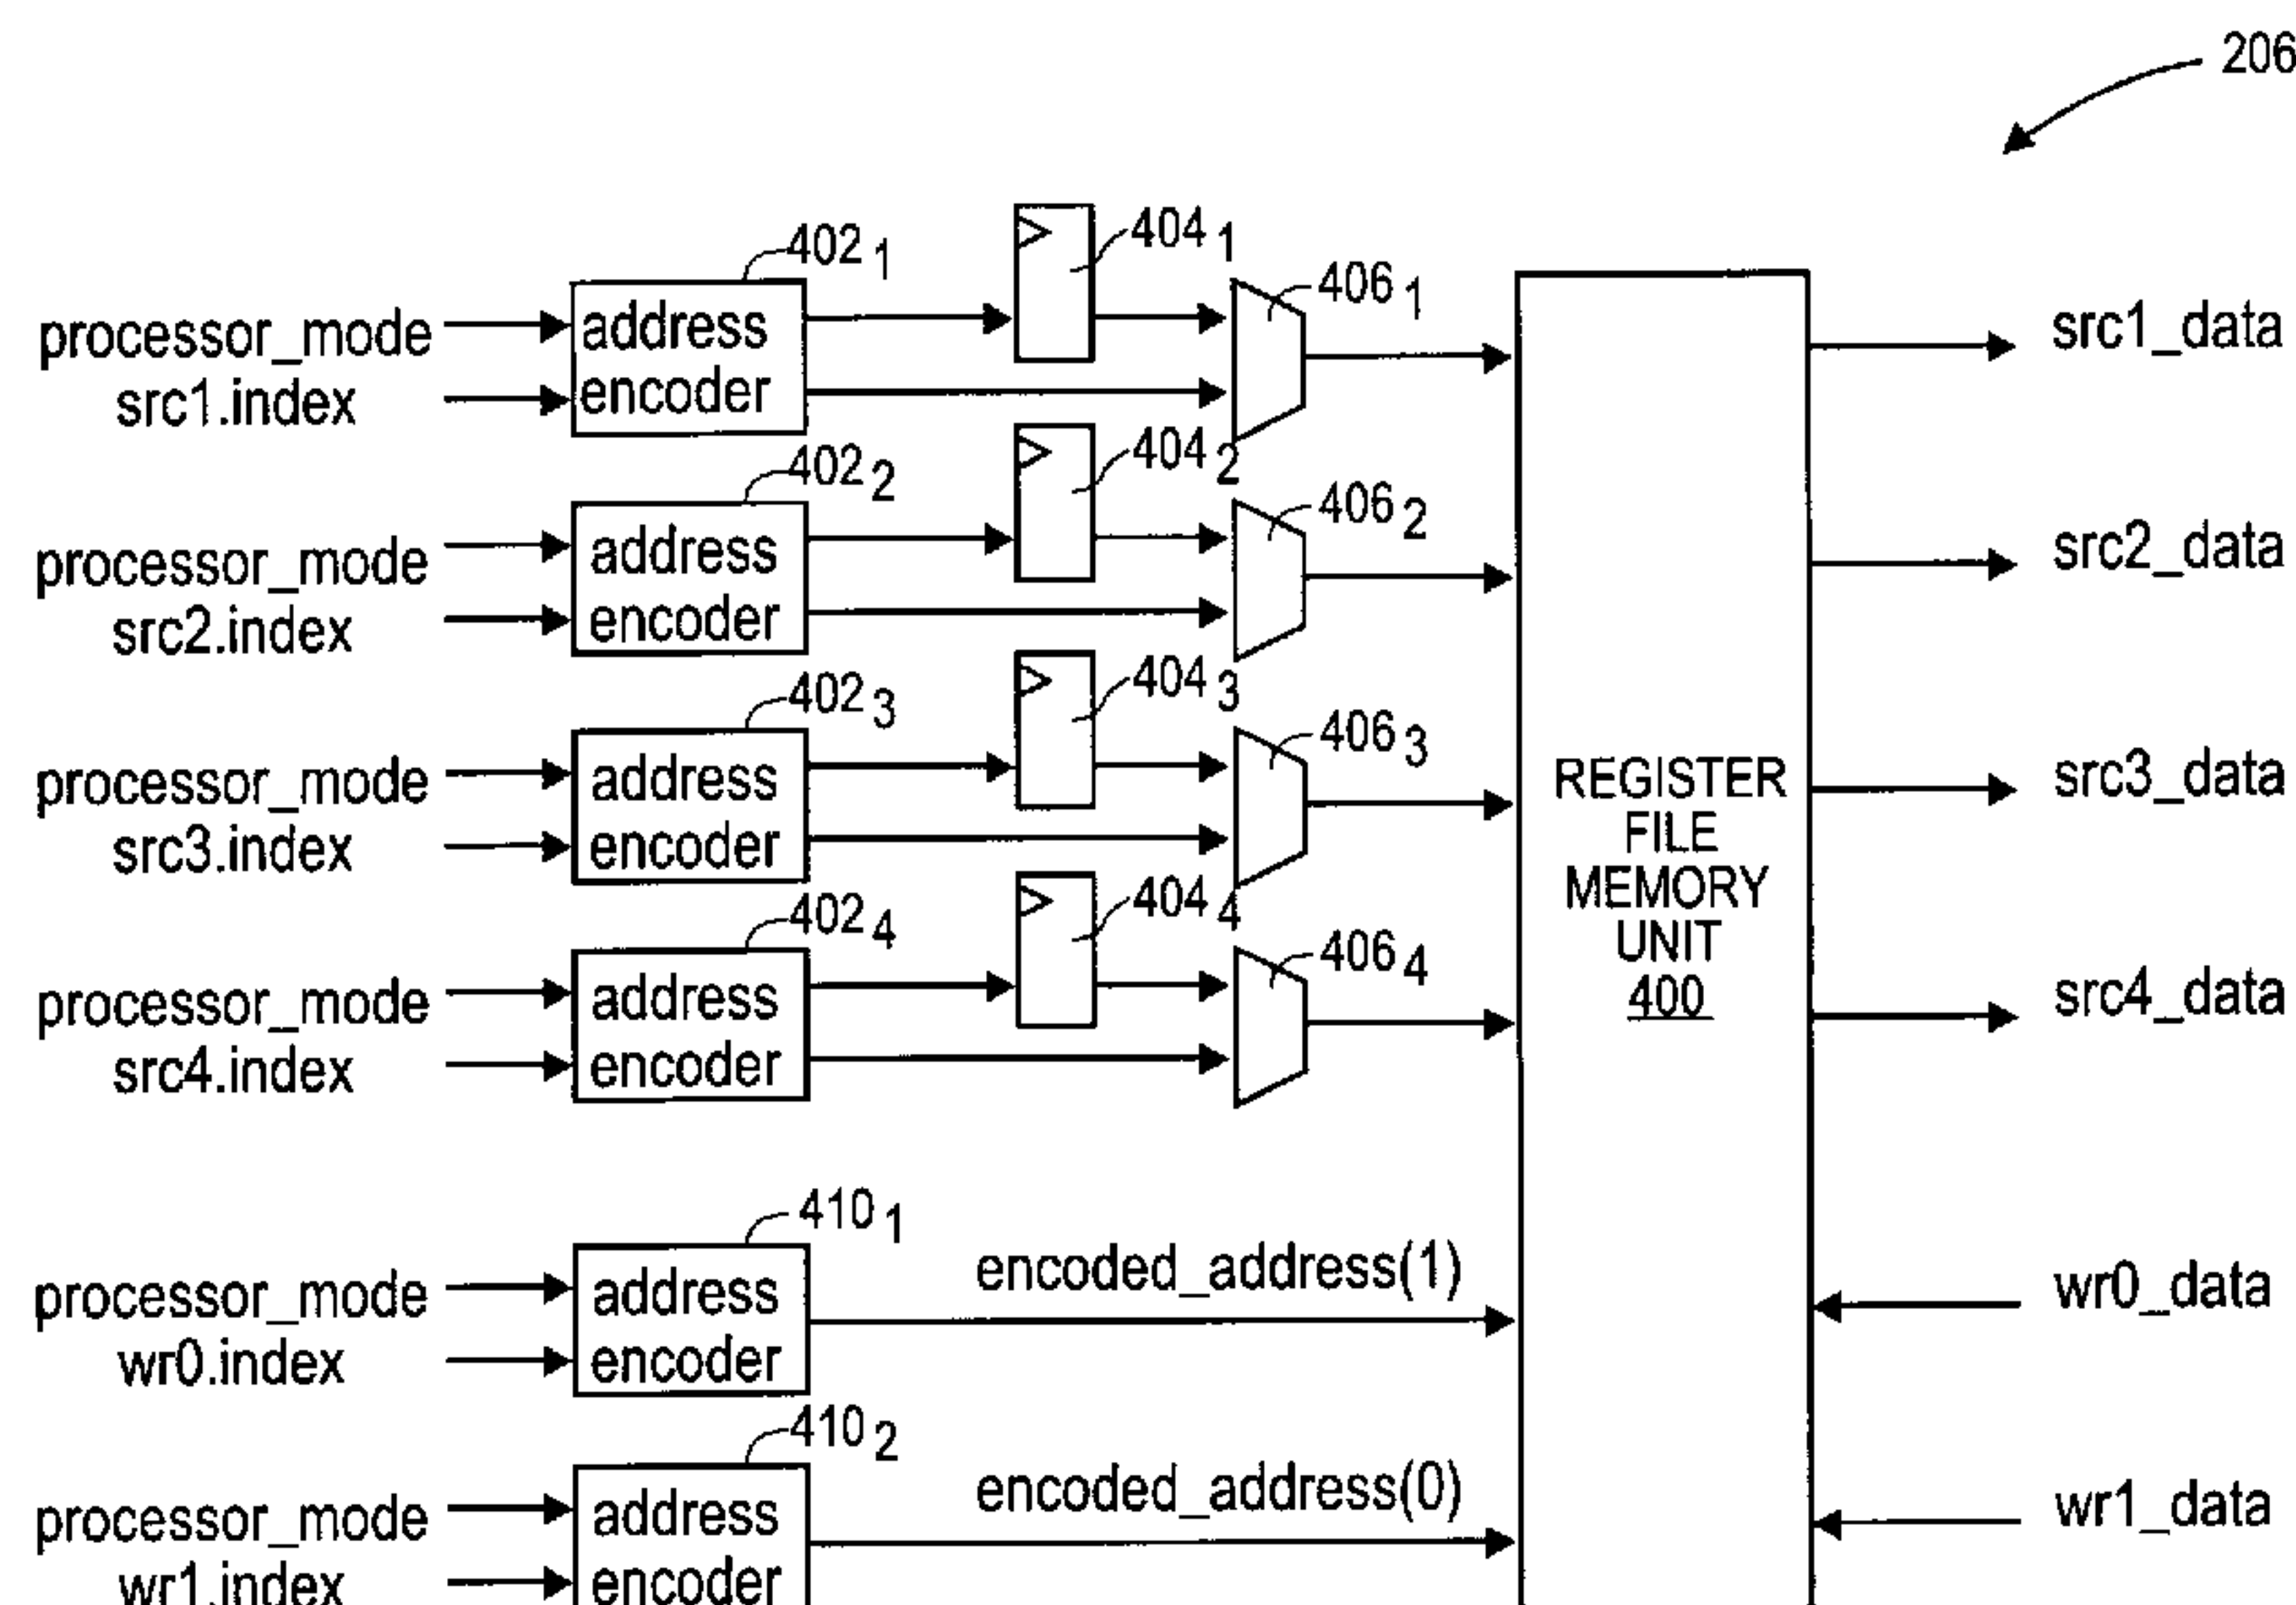 206
402 1
404 1
406 1
processor_mode
src1.index
address
encoder
src1_data
402 2
404 2
406 2
processor_mode
src2.index
address
encoder
src2_data
402 3
404 3
406 3
processor_mode
src3.index
address
encoder
src3_data
402 4
404 4
406 4
processor_mode
src4.index
address
encoder
src4_data
REGISTER
FILE
MEMORY
UNIT
400
410 1
processor_mode
wr0.index
address
encoder
encoded_address(1)
wr0_data
410 2
processor_mode
wr1.index
address
encoder
encoded_address(0)
wr1_data